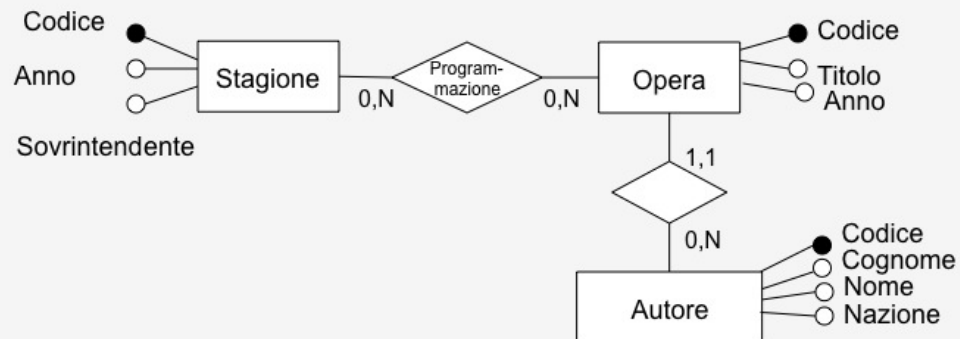 Codice
Anno
Sovrintendente
Stagione
0,N
Program-
mazione
0,N
Opera
Codice
Titolo
Anno
1,1
0,N
Autore
Codice
Cognome
Nome
Nazione